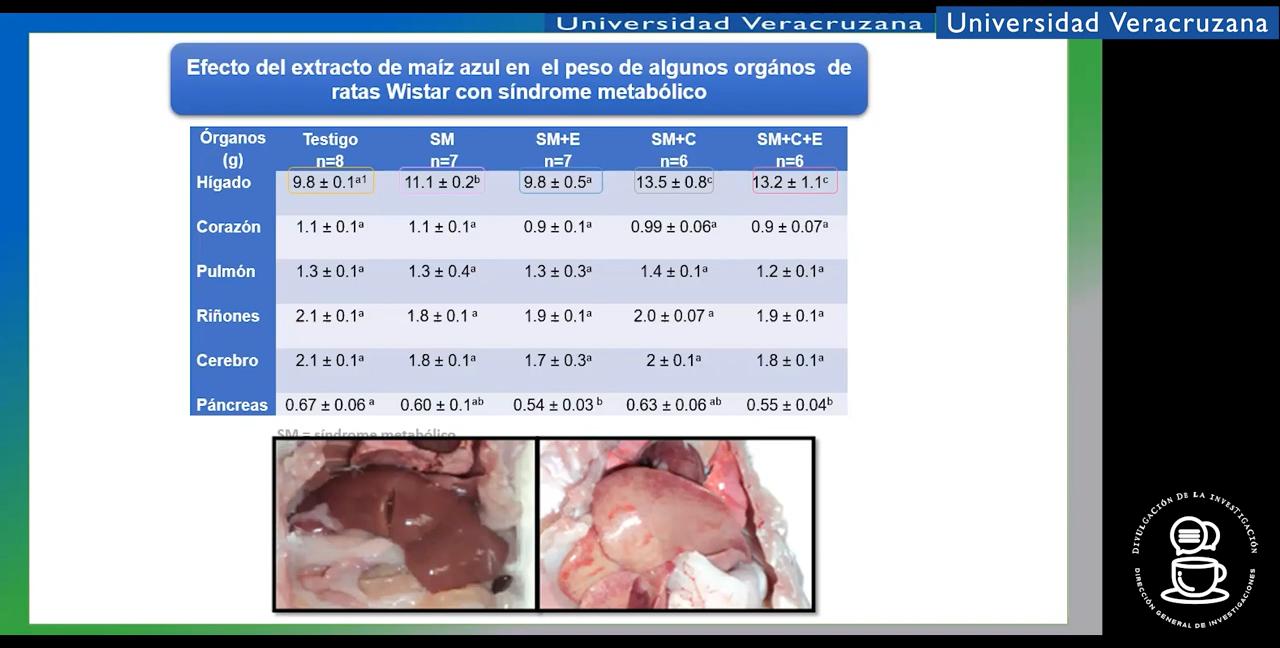 Universidad Veracruzana
Universidad Veracruzana
Efecto del extracto de maíz azul en el peso de algunos orgános de
ratas Wistar con síndrome metabólico
Órganos (g) Testigo n=8 SM n=7 SM+E n=7 SM+C n=6 SM+C+E n=6
Hígado 9.8 ± 0.1ᵃ¹ 11.1 ± 0.2ᵇ 9.8 ± 0.5ᵃ 13.5 ± 0.8ᶜ 13.2 ± 1.1ᶜ
Corazón 1.1 ± 0.1ᵃ 1.1 ± 0.1ᵃ 0.9 ± 0.1ᵃ 0.99 ± 0.06ᵃ 0.9 ± 0.07ᵃ
Pulmón 1.3 ± 0.1ᵃ 1.3 ± 0.4ᵃ 1.3 ± 0.3ᵃ 1.4 ± 0.1ᵃ 1.2 ± 0.1ᵃ
Riñones 2.1 ± 0.1ᵃ 1.8 ± 0.1 ᵃ 1.9 ± 0.1ᵃ 2.0 ± 0.07 ᵃ 1.9 ± 0.1ᵃ
Cerebro 2.1 ± 0.1ᵃ 1.8 ± 0.1ᵃ 1.7 ± 0.3ᵃ 2 ± 0.1ᵃ 1.8 ± 0.1ᵃ
Páncreas 0.67 ± 0.06 ᵃ 0.60 ± 0.1ᵃᵇ 0.54 ± 0.03 ᵇ 0.63 ± 0.06 ᵃᵇ 0.55 ± 0.04ᵇ
SM = síndrome metabólico
DIVULGACIÓN DE LA INVESTIGACIÓN
DIRECCIÓN GENERAL DE INVESTIGACIONES